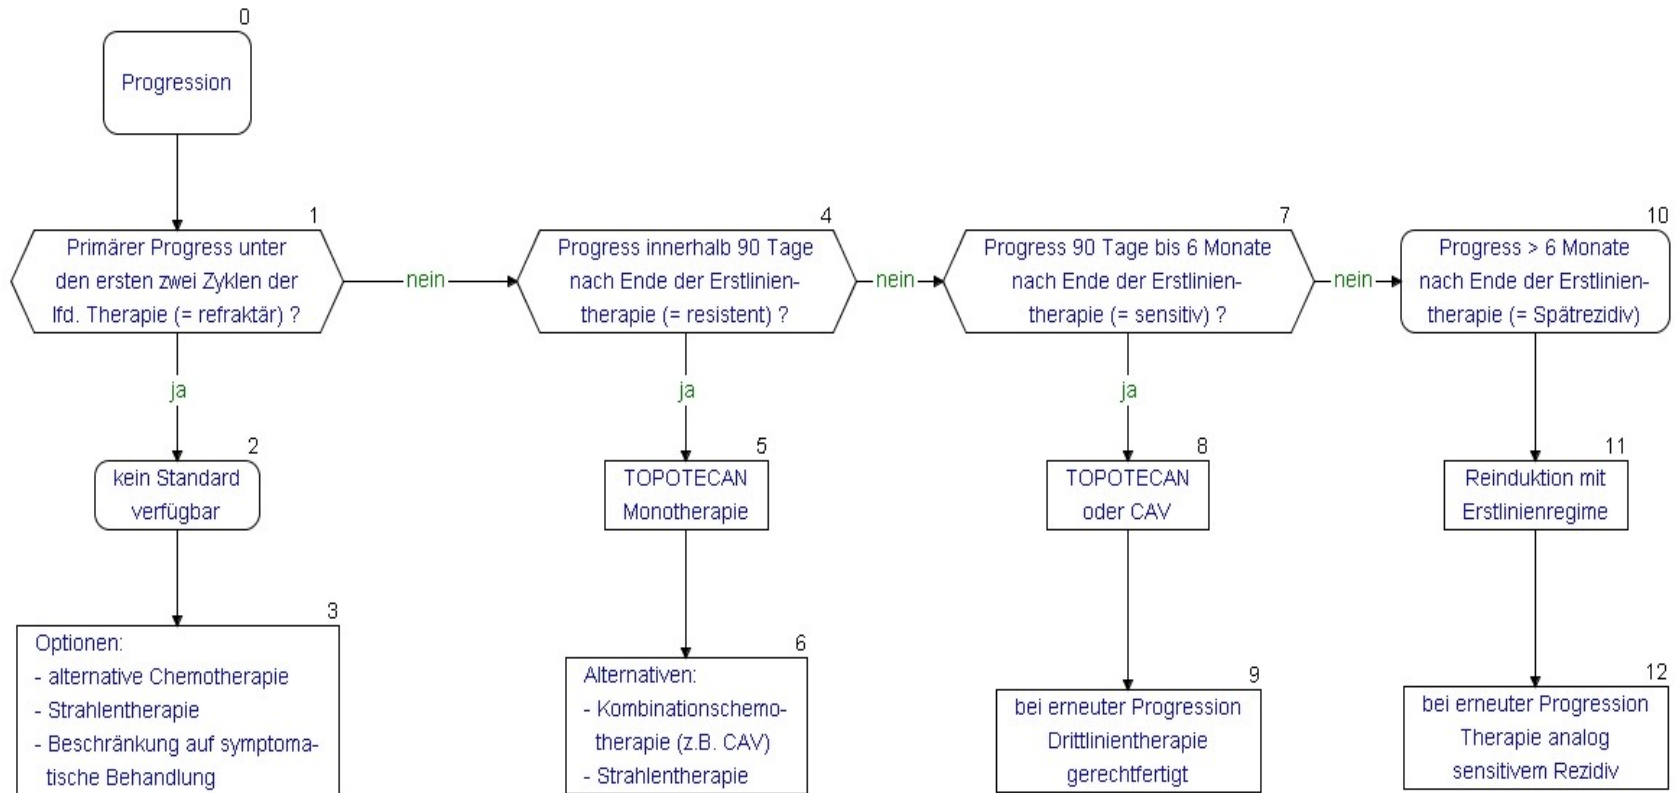 0
Progression
1
Primärer Progress unter
den ersten zwei Zyklen der
lfd. Therapie (= refraktär) ?
nein
4
Progress innerhalb 90 Tage
nach Ende der Erstlinien-
therapie (= resistent) ?
nein
7
Progress 90 Tage bis 6 Monate
nach Ende der Erstlinien-
therapie (= sensitiv) ?
nein
10
Progress > 6 Monate
nach Ende der Erstlinien-
therapie (= Spätrezidiv)
ja
ja
ja
2
kein Standard
verfügbar
5
TOPOTECAN
Monotherapie
8
TOPOTECAN
oder CAV
11
Reinduktion mit
Erstlinienregime
3
Optionen:
- alternative Chemotherapie
- Strahlentherapie
- Beschränkung auf symptoma-
tische Behandlung
6
Alternativen:
- Kombinationschemo-
therapie (z.B. CAV)
- Strahlentherapie
9
bei erneuter Progression
Drittlinientherapie
gerechtfertigt
12
bei erneuter Progression
Therapie analog
sensitivem Rezidiv